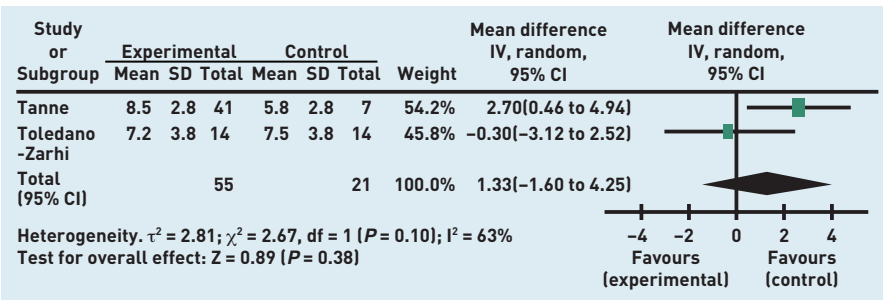 Study or Subgroup Experimental Mean SD Total Control Mean SD Total Weight Mean difference IV, random, 95% CI Mean difference IV, random, 95% CI
Tanne 8.5 2.8 41 5.8 2.8 7 54.2% 2.70(0.46 to 4.94)
Toledano-Zarhi 7.2 3.8 14 7.5 3.8 14 45.8% −0.30(−3.12 to 2.52)
Total (95% CI) 55 21 100.0% 1.33(−1.60 to 4.25)
Heterogeneity. τ² = 2.81; χ² = 2.67, df = 1 (P = 0.10); I² = 63%
Test for overall effect: Z = 0.89 (P = 0.38)
−4 −2 0 2 4
Favours (experimental) Favours (control)